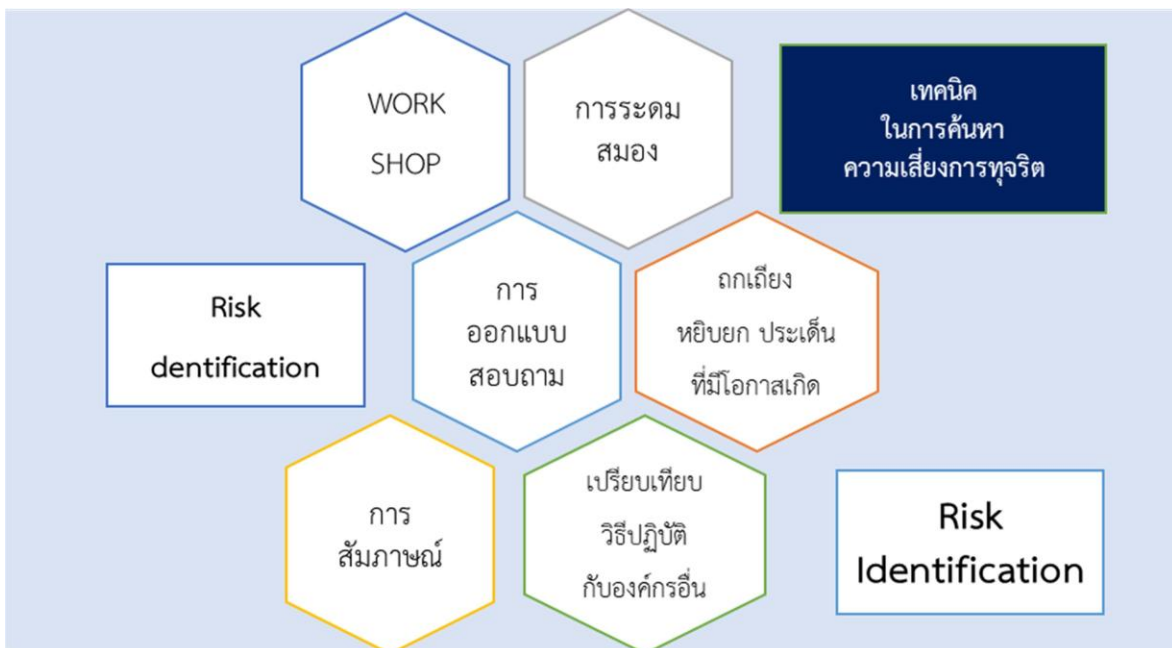 WORK
SHOP
การระดม
สมอง
เทคนิค
ในการค้นหา
ความเสี่ยงการทุจริต
Risk
dentification
การ
ออกแบบ
สอบถาม
ถกเถียง
หยิบยก ประเด็น
ที่มีโอกาสเกิด
การ
สัมภาษณ์
เปรียบเทียบ
วิธีปฏิบัติ
กับองค์กรอื่น
Risk
Identification